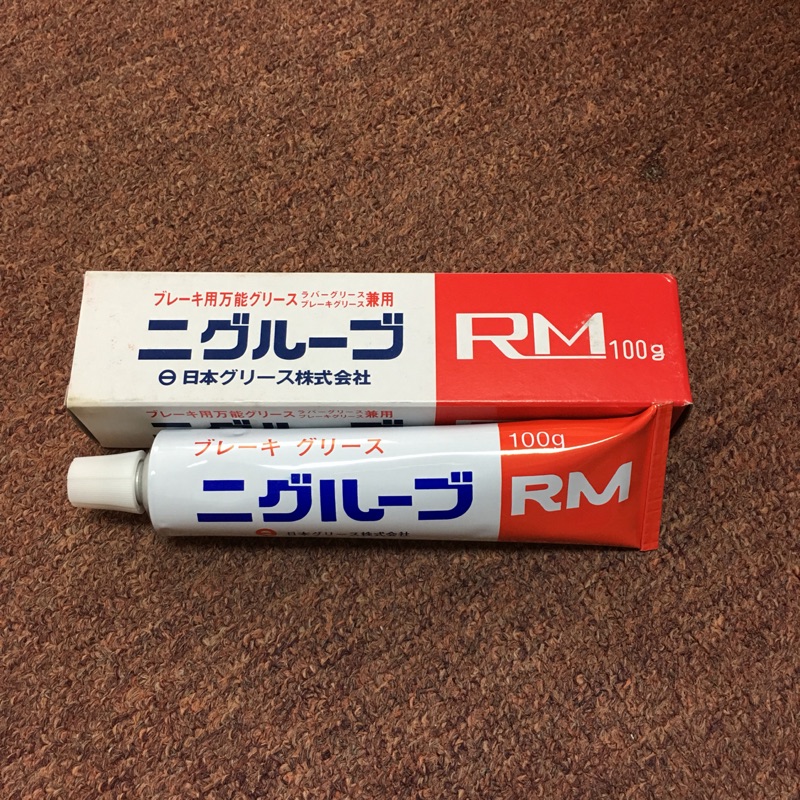 ブレーキ用万能グリース ラバーグリース ブレーキグリース 兼用
ニグルーブ
日本グリース株式会社
RM 100g
ブレーキ用万能グリース ラバーグリース ブレーキグリース 兼用
ニグルーブ
ブレーキ グリース
ニグルーブ
日本グリース株式会社
100g
RM